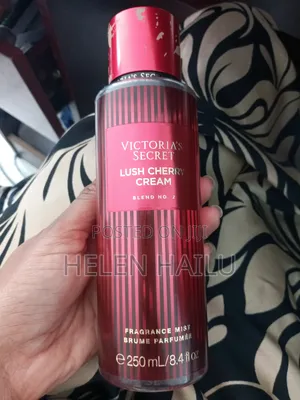 VICTORIA'S
SECRET
LUSH CHERRY
CREAM
BLEND NO.
POSTED ON
HELEN HAILU
FRAGRANCE MIST
BRUME PARFUMÉE
℮ 250 mL/8.4 fl oz